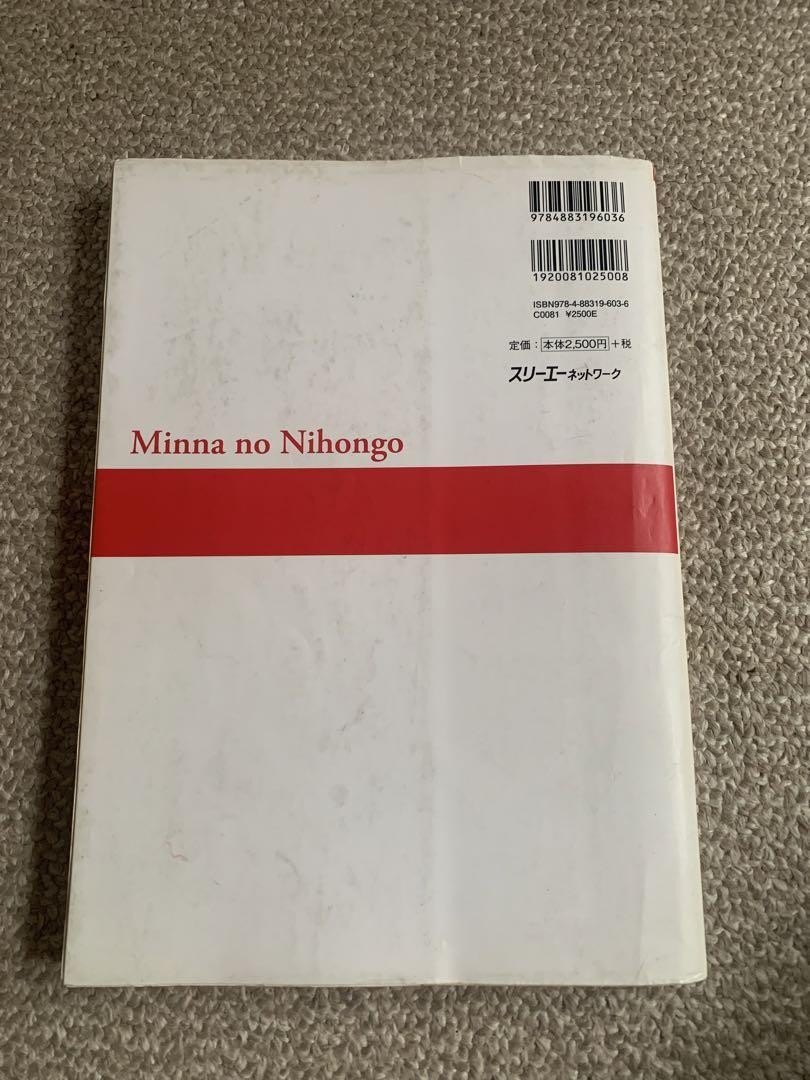 9784883196036
1920081025008
ISBN978-4-88319-603-6
C0081 ¥2500E
定価：本体2,500円＋税
スリーエーネットワーク
Minna no Nihongo